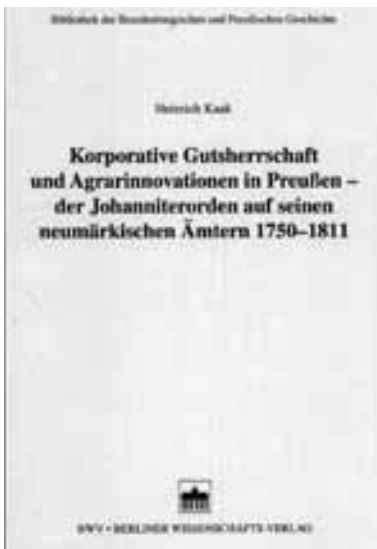 Bibliothek der Brandenburgischen und Preußischen Geschichte
Heinrich Kaak
Korporative Gutsherrschaft
und Agrarinnovationen in Preußen –
der Johanniterorden auf seinen
neumärkischen Ämtern 1750–1811
BWV • BERLINER WISSENSCHAFTS-VERLAG